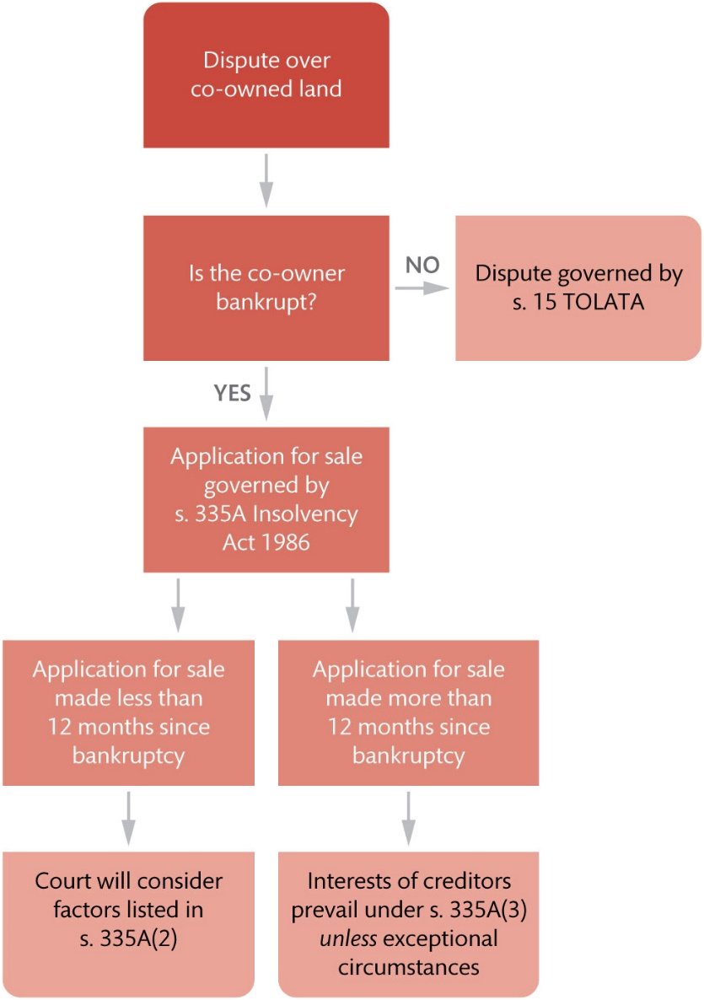 Dispute over
co-owned land
Is the co-owner
bankrupt?
NO
Dispute governed by
s. 15 TOLATA
YES
Application for sale
governed by
s. 335A Insolvency
Act 1986
Application for sale
made less than
12 months since
bankruptcy
Application for sale
made more than
12 months since
bankruptcy
Court will consider
factors listed in
s. 335A(2)
Interests of creditors
prevail under s. 335A(3)
unless exceptional
circumstances